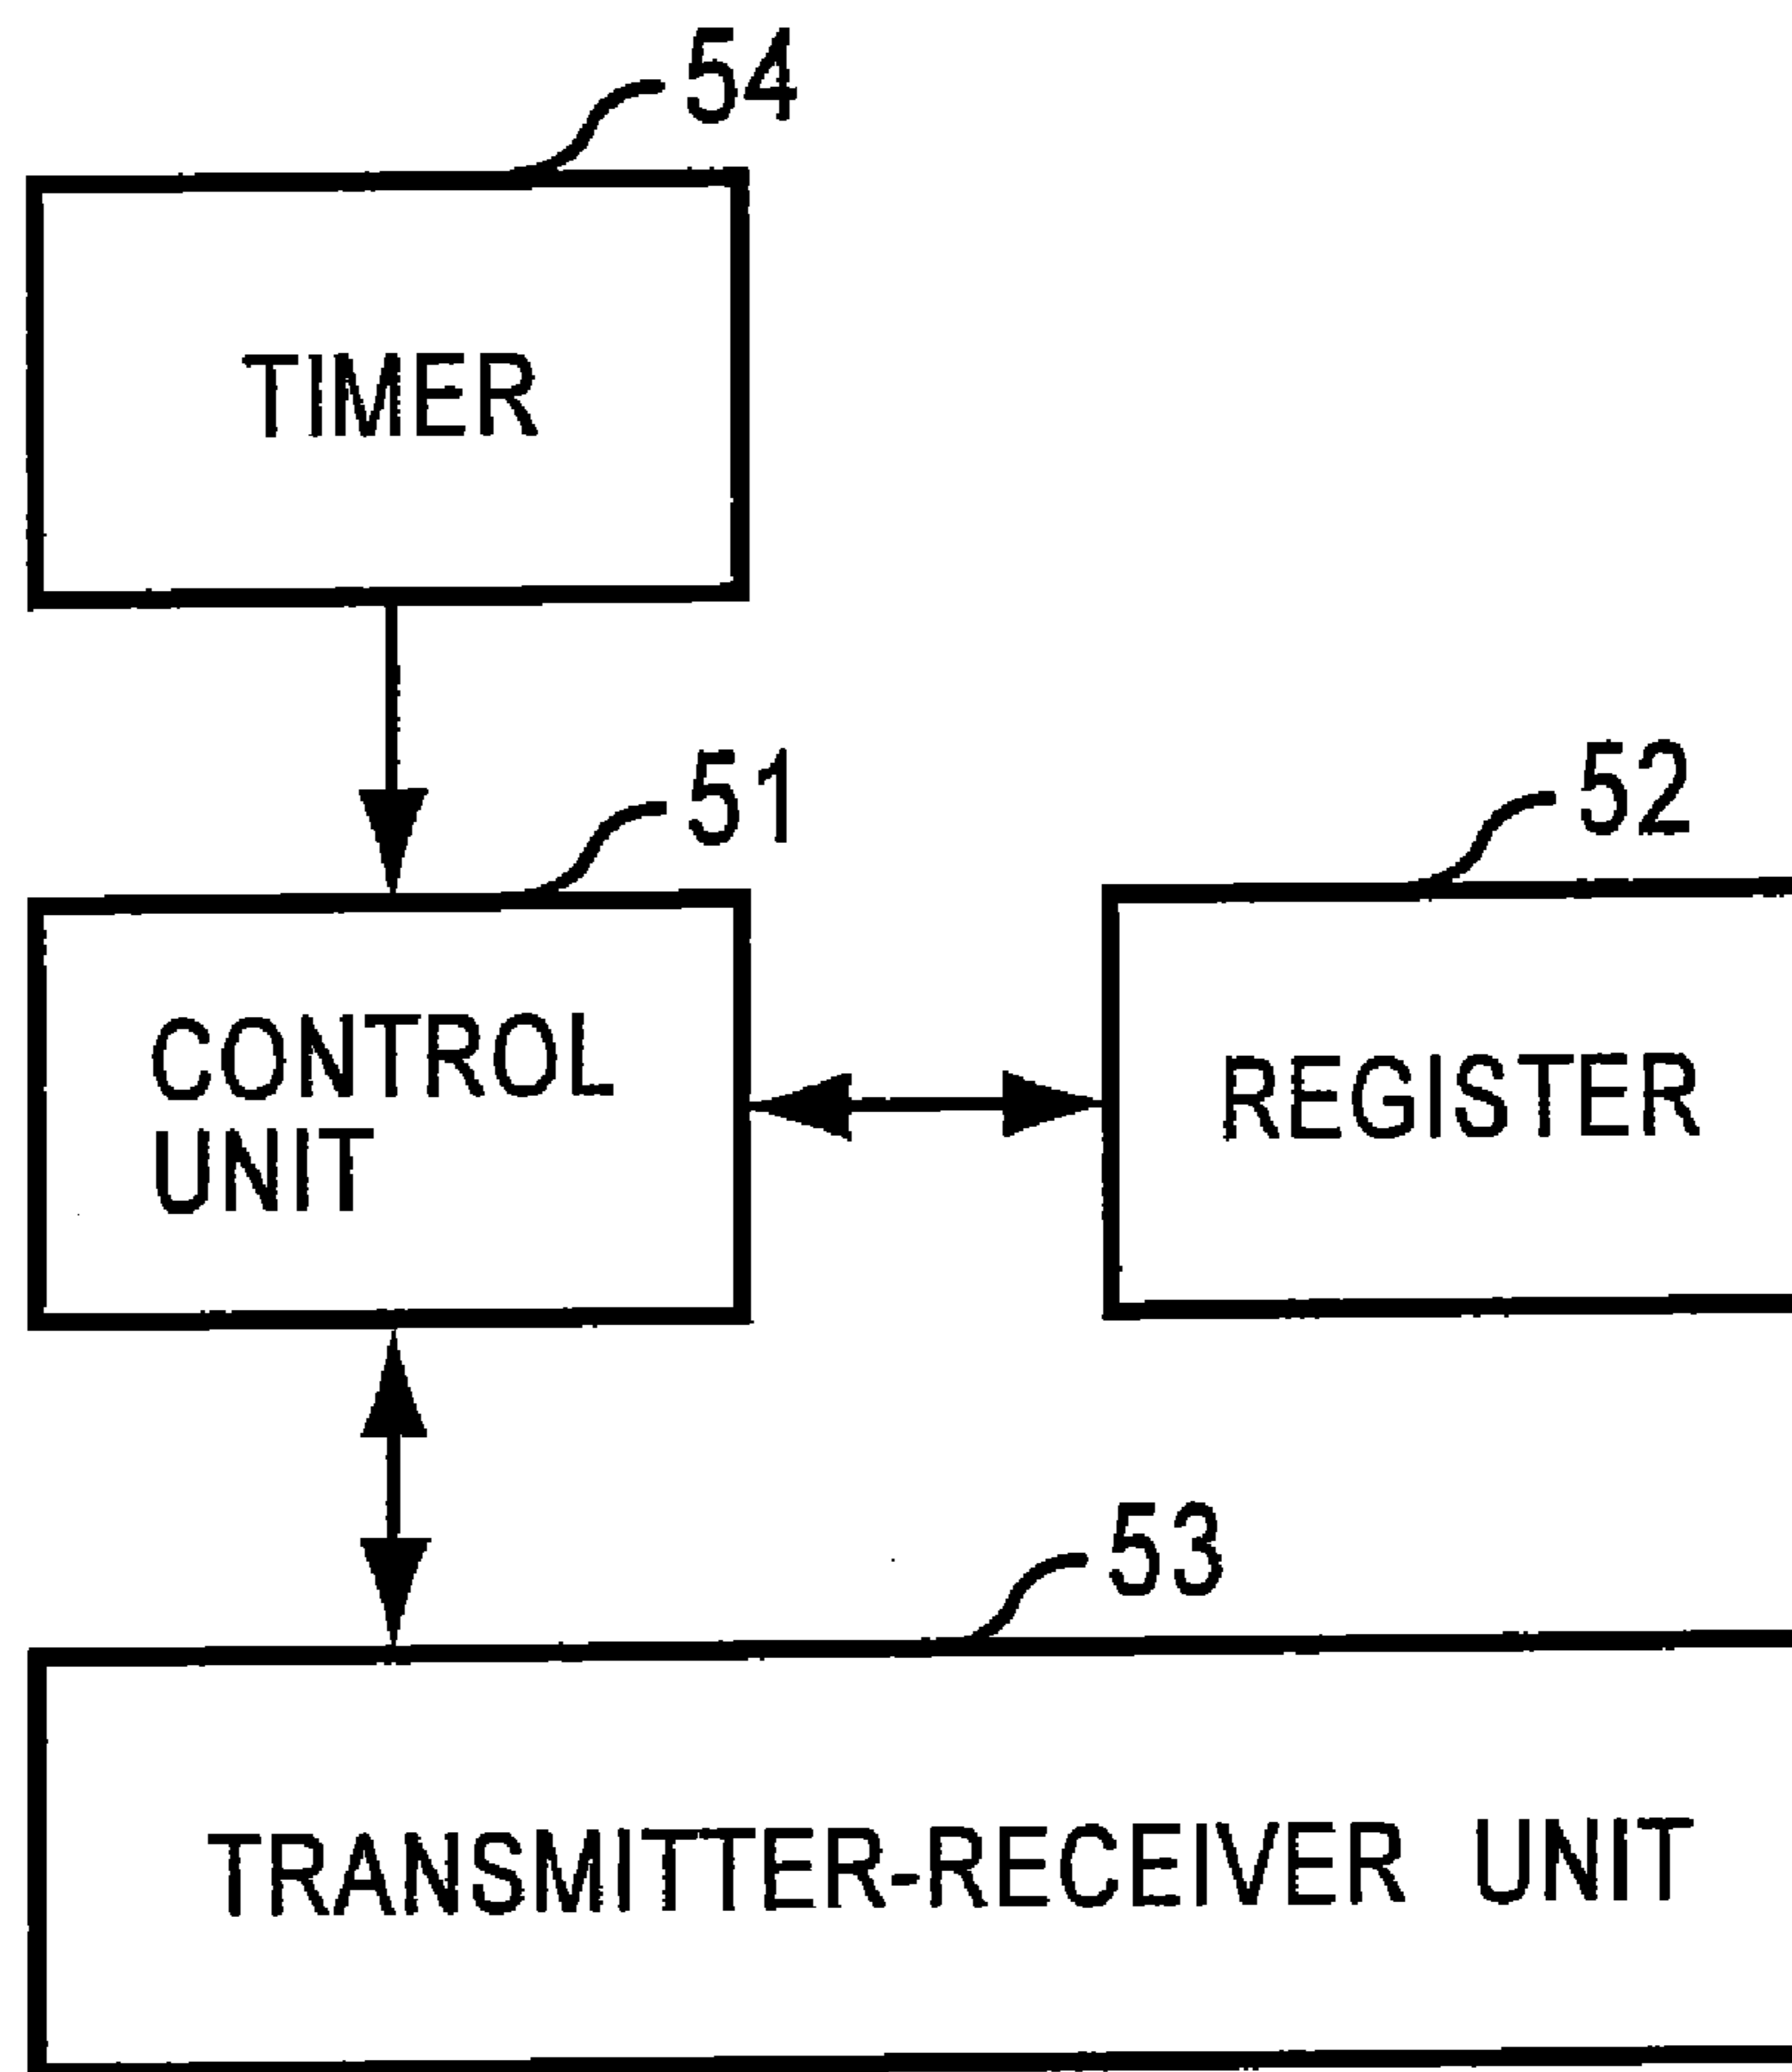 54
TIMER
51
52
CONTROL
UNIT
REGISTER
53
TRANSMITTER-RECEIVER UNIT